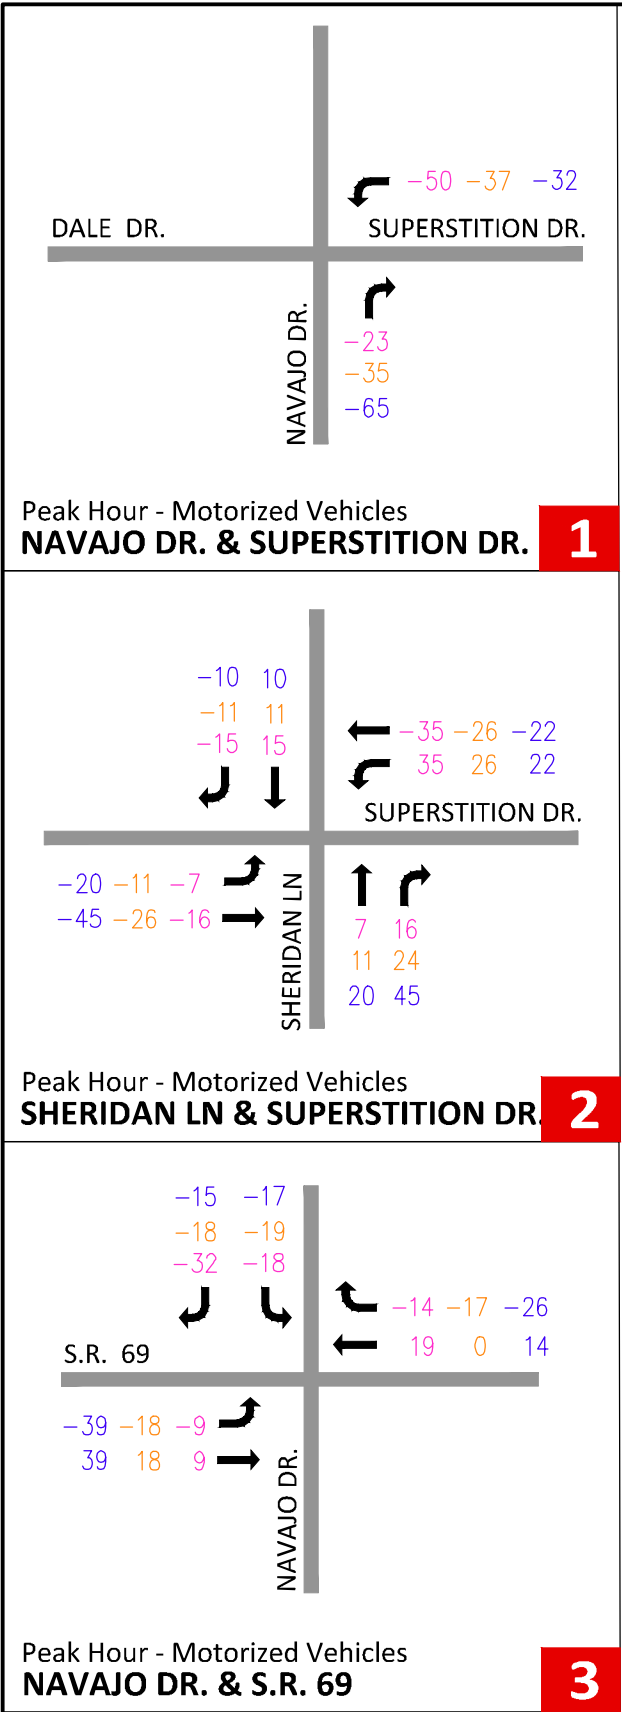 -50 -37 -32
DALE DR.
SUPERSTITION DR.
NAVAJO DR.
-23
-35
-65
Peak Hour - Motorized Vehicles
NAVAJO DR. & SUPERSTITION DR.
1
-10 10
-11 11
-15 15
-35 -26 -22
35 26 22
SUPERSTITION DR.
-20 -11 -7
-45 -26 -16
SHERIDAN LN
7 16
11 24
20 45
Peak Hour - Motorized Vehicles
SHERIDAN LN & SUPERSTITION DR.
2
-15 -17
-18 -19
-32 -18
-14 -17 -26
19 0 14
S.R. 69
-39 -18 -9
39 18 9
NAVAJO DR.
Peak Hour - Motorized Vehicles
NAVAJO DR. & S.R. 69
3